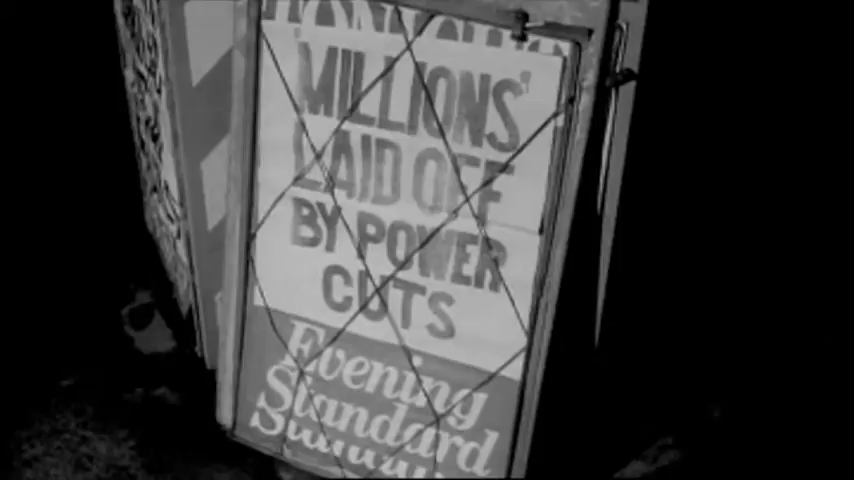 MILLIONS'
LAID OFF
BY POWER
CUTS
Evening
Standard